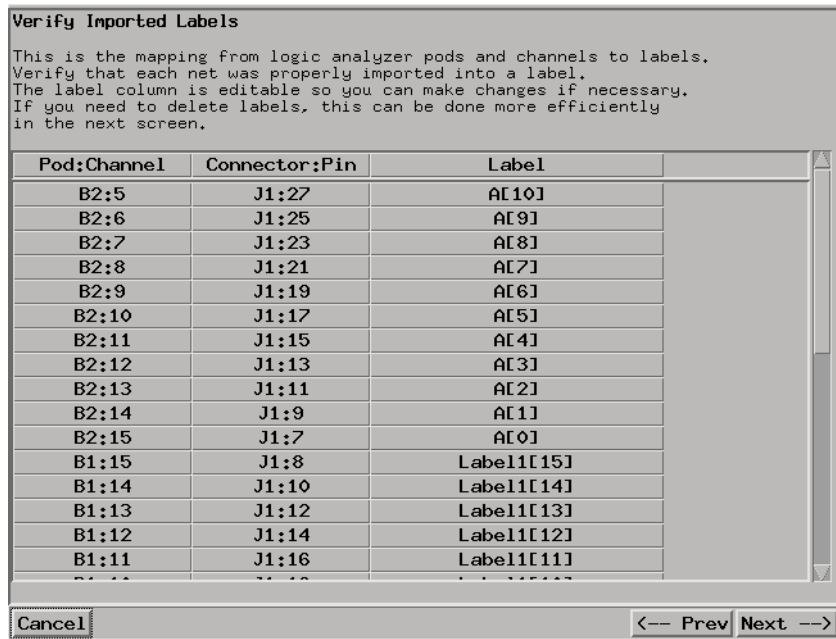 Verify Imported Labels
This is the mapping from logic analyzer pods and channels to labels.
Verify that each net was properly imported into a label.
The label column is editable so you can make changes if necessary.
If you need to delete labels, this can be done more efficiently
in the next screen.
Pod:Channel Connector:Pin Label
B2:5 J1:27 A[10]
B2:6 J1:25 A[9]
B2:7 J1:23 A[8]
B2:8 J1:21 A[7]
B2:9 J1:19 A[6]
B2:10 J1:17 A[5]
B2:11 J1:15 A[4]
B2:12 J1:13 A[3]
B2:13 J1:11 A[2]
B2:14 J1:9 A[1]
B2:15 J1:7 A[0]
B1:15 J1:8 Label1[15]
B1:14 J1:10 Label1[14]
B1:13 J1:12 Label1[13]
B1:12 J1:14 Label1[12]
B1:11 J1:16 Label1[11]
Cancel <-- Prev Next -->